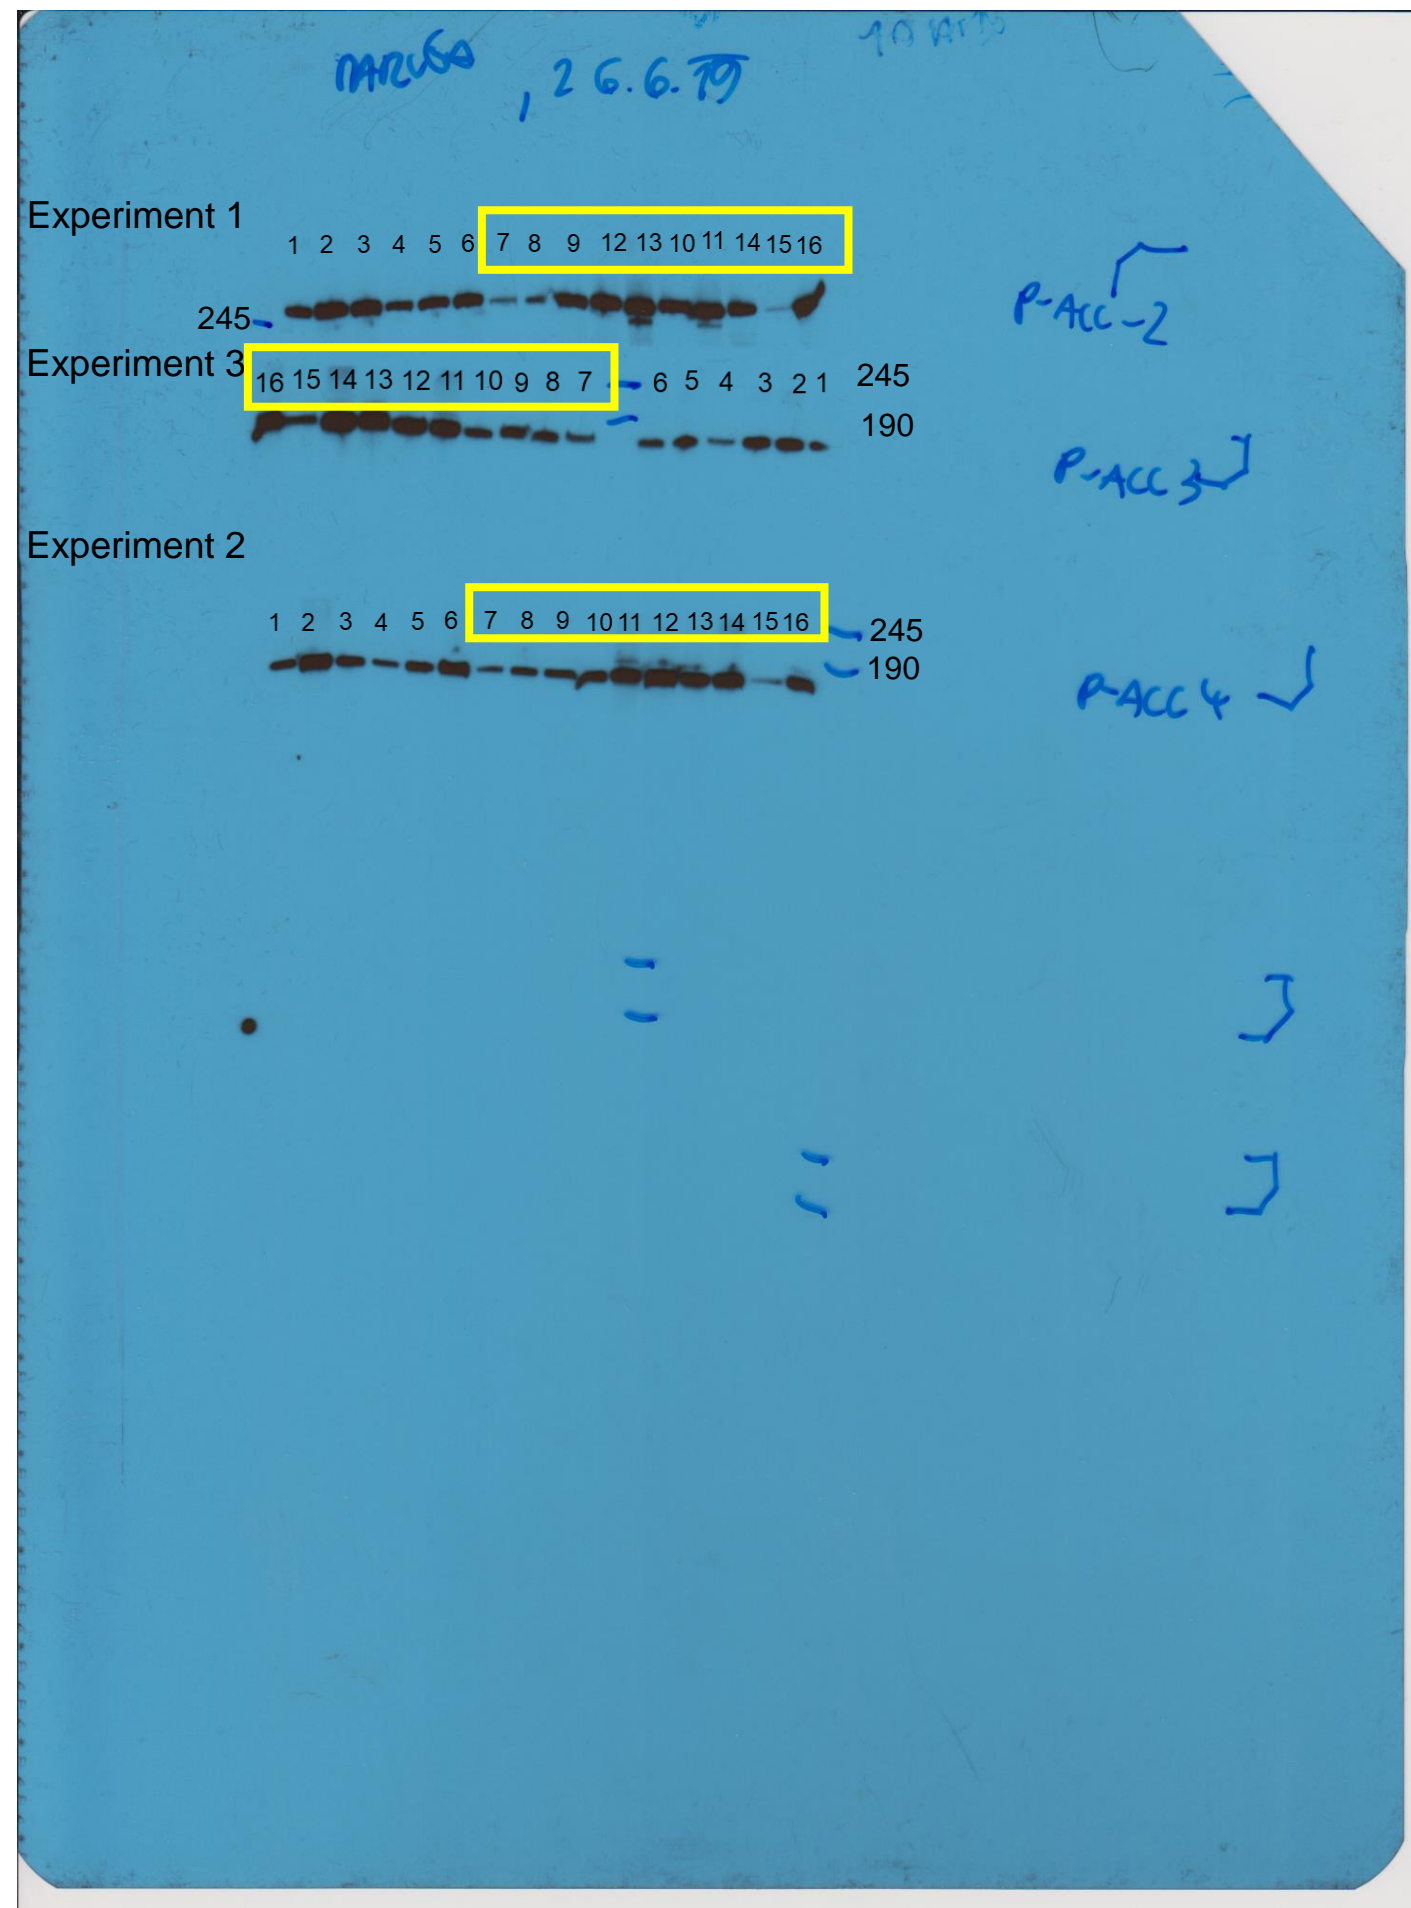 , 26.6.19
Experiment 1
1 2 3 4 5 6 7 8 9 12 13 10 11 14 15 16
P-ACC-2
245
Experiment 3
16 15 14 13 12 11 10 9 8 7 6 5 4 3 2 1 245
190
P-ACC 3
Experiment 2
1 2 3 4 5 6 7 8 9 10 11 12 13 14 15 16
245
190
P-ACC 4